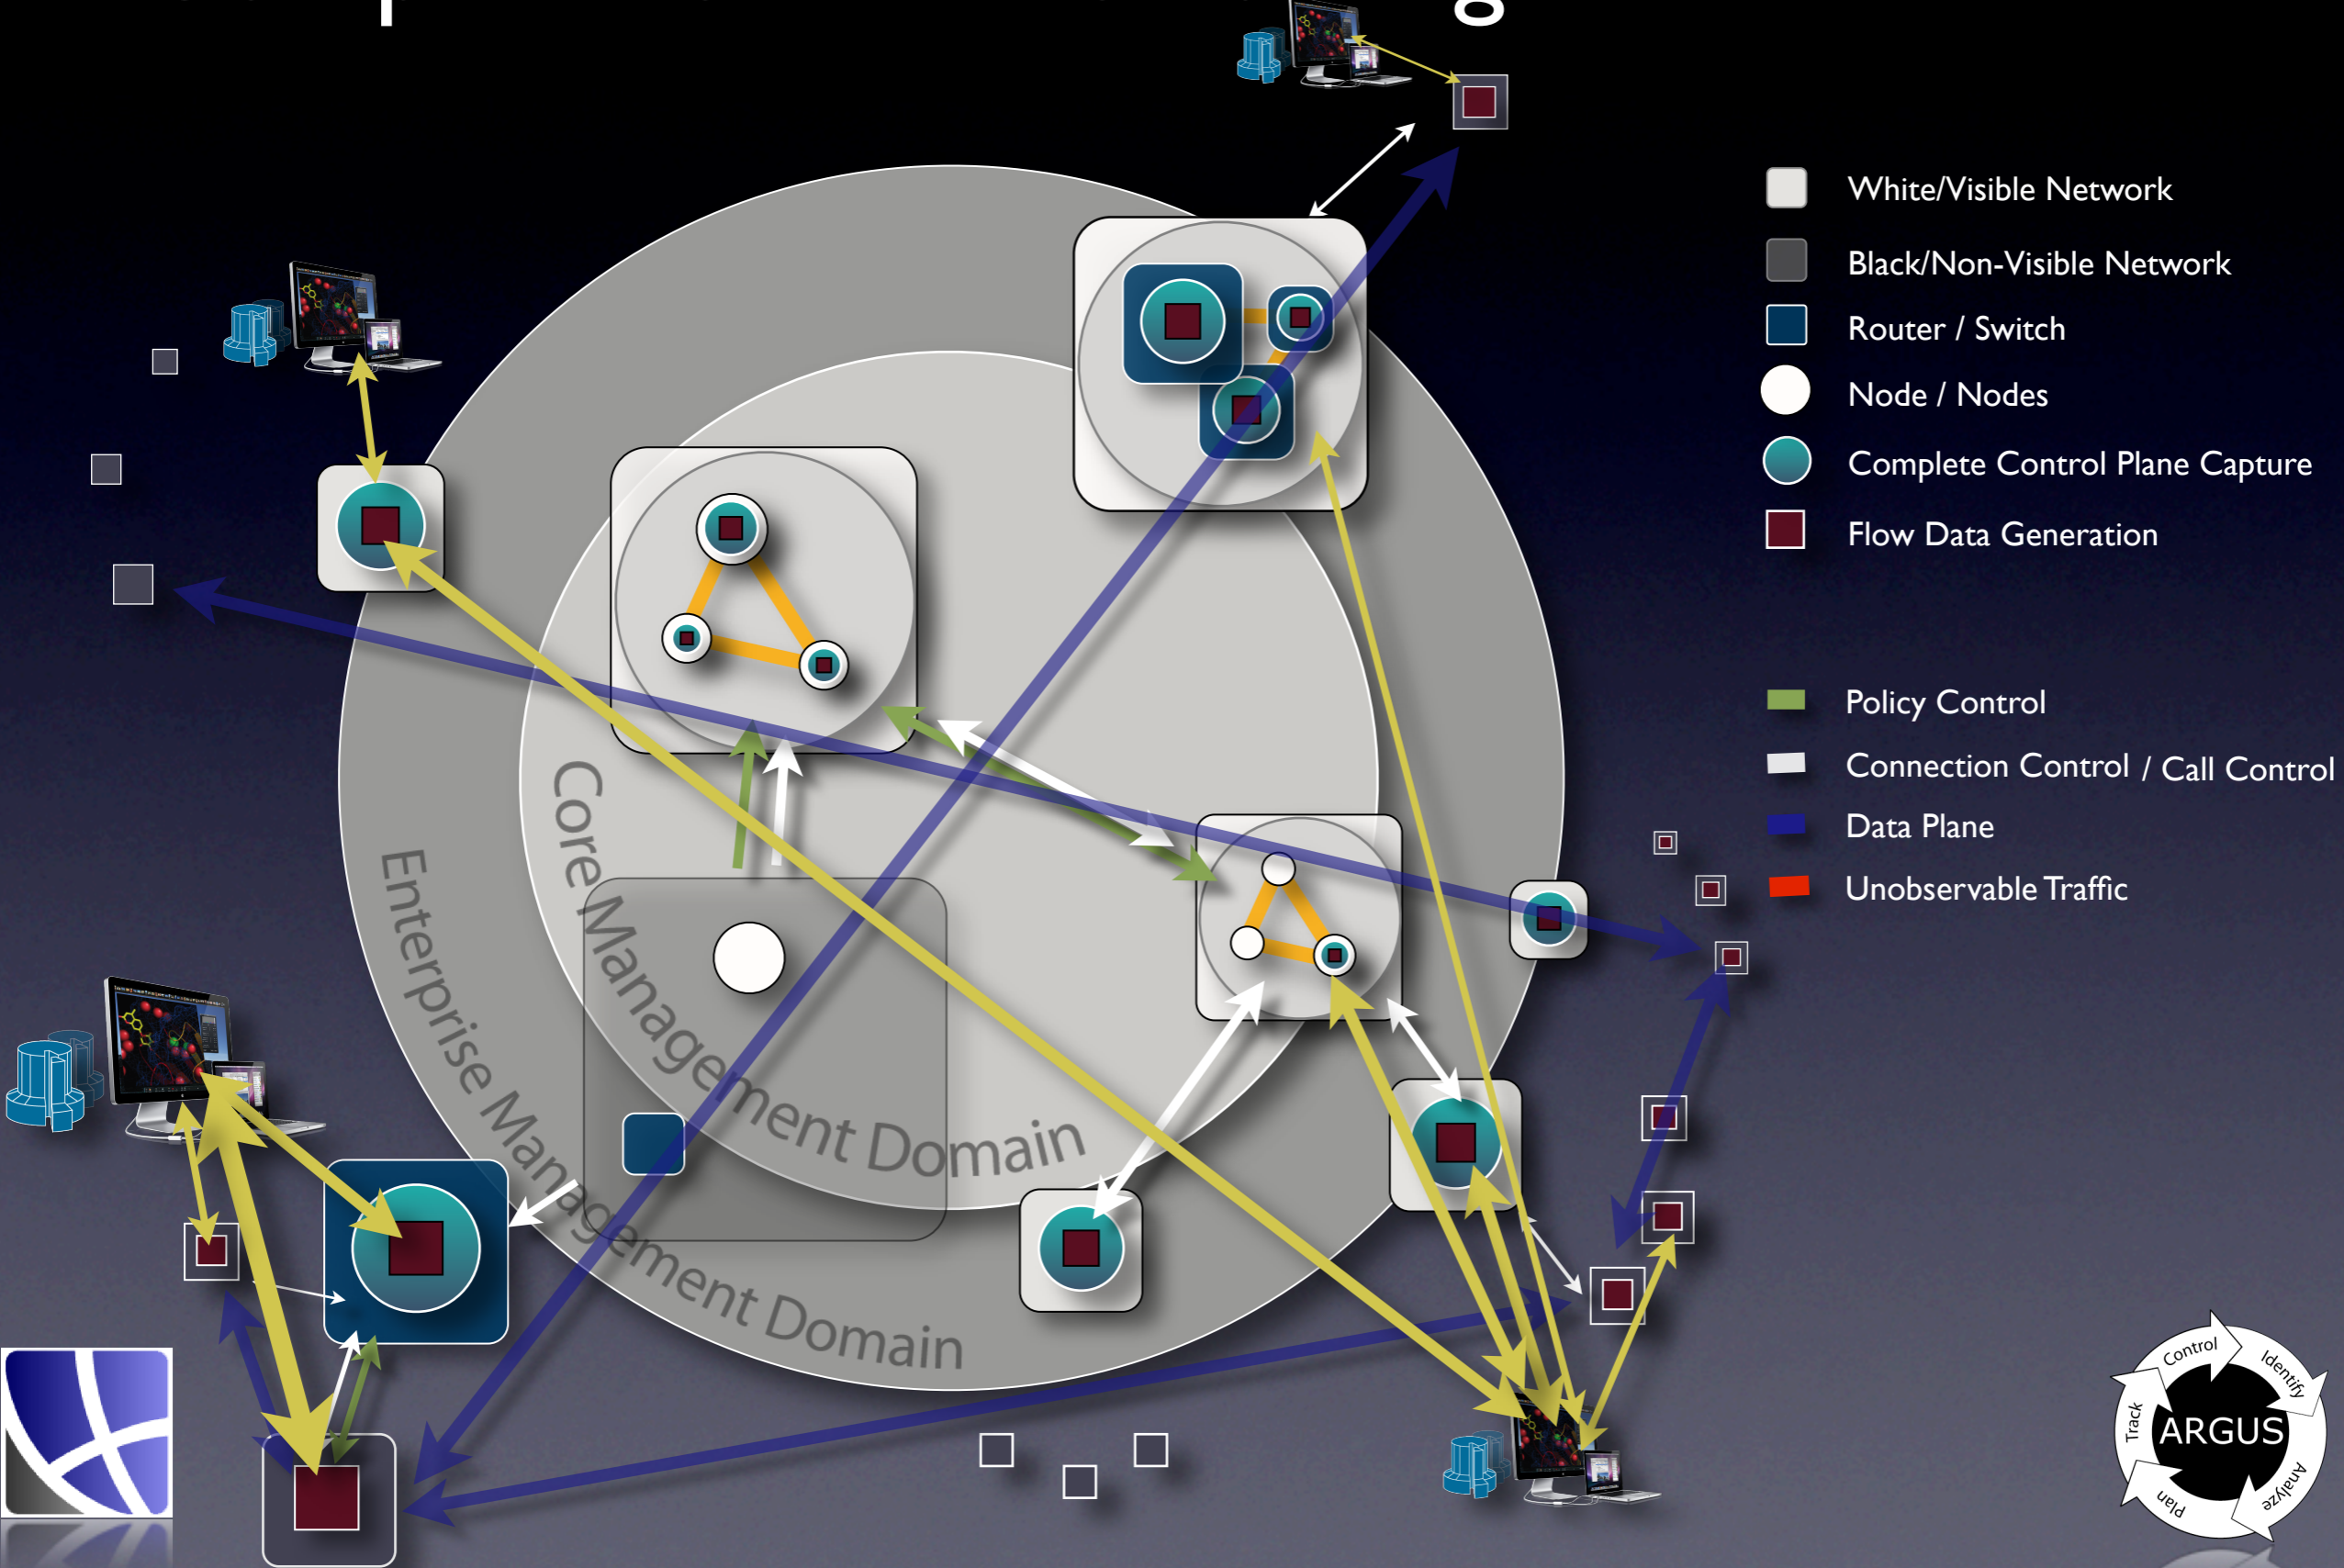 White/Visible Network
Black/Non-Visible Network
Router / Switch
Node / Nodes
Complete Control Plane Capture
Flow Data Generation
Policy Control
Connection Control / Call Control
Data Plane
Unobservable Traffic
Core Management Domain
Enterprise Management Domain
Control
Identify
Analyze
Plan
Track
ARGUS